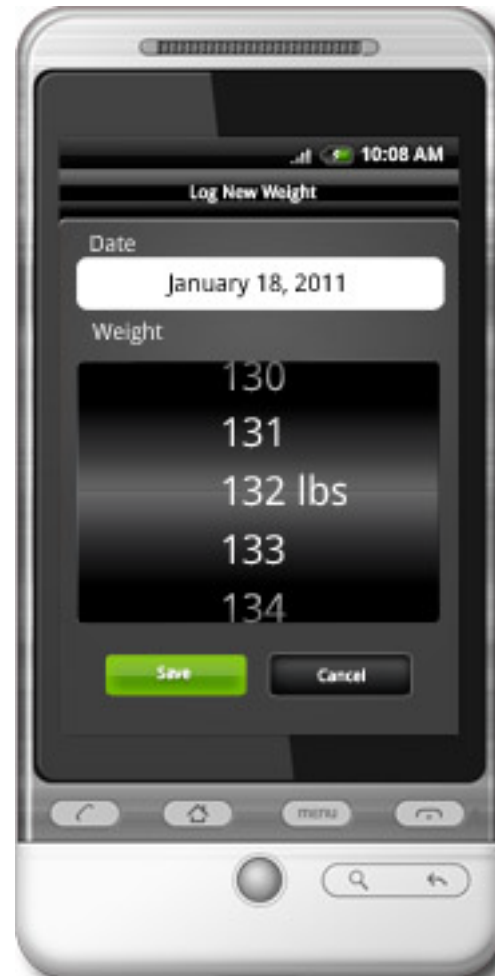 10:08 AM
Log New Weight
Date
January 18, 2011
Weight
130
131
132 lbs
133
134
Save
Cancel
menu